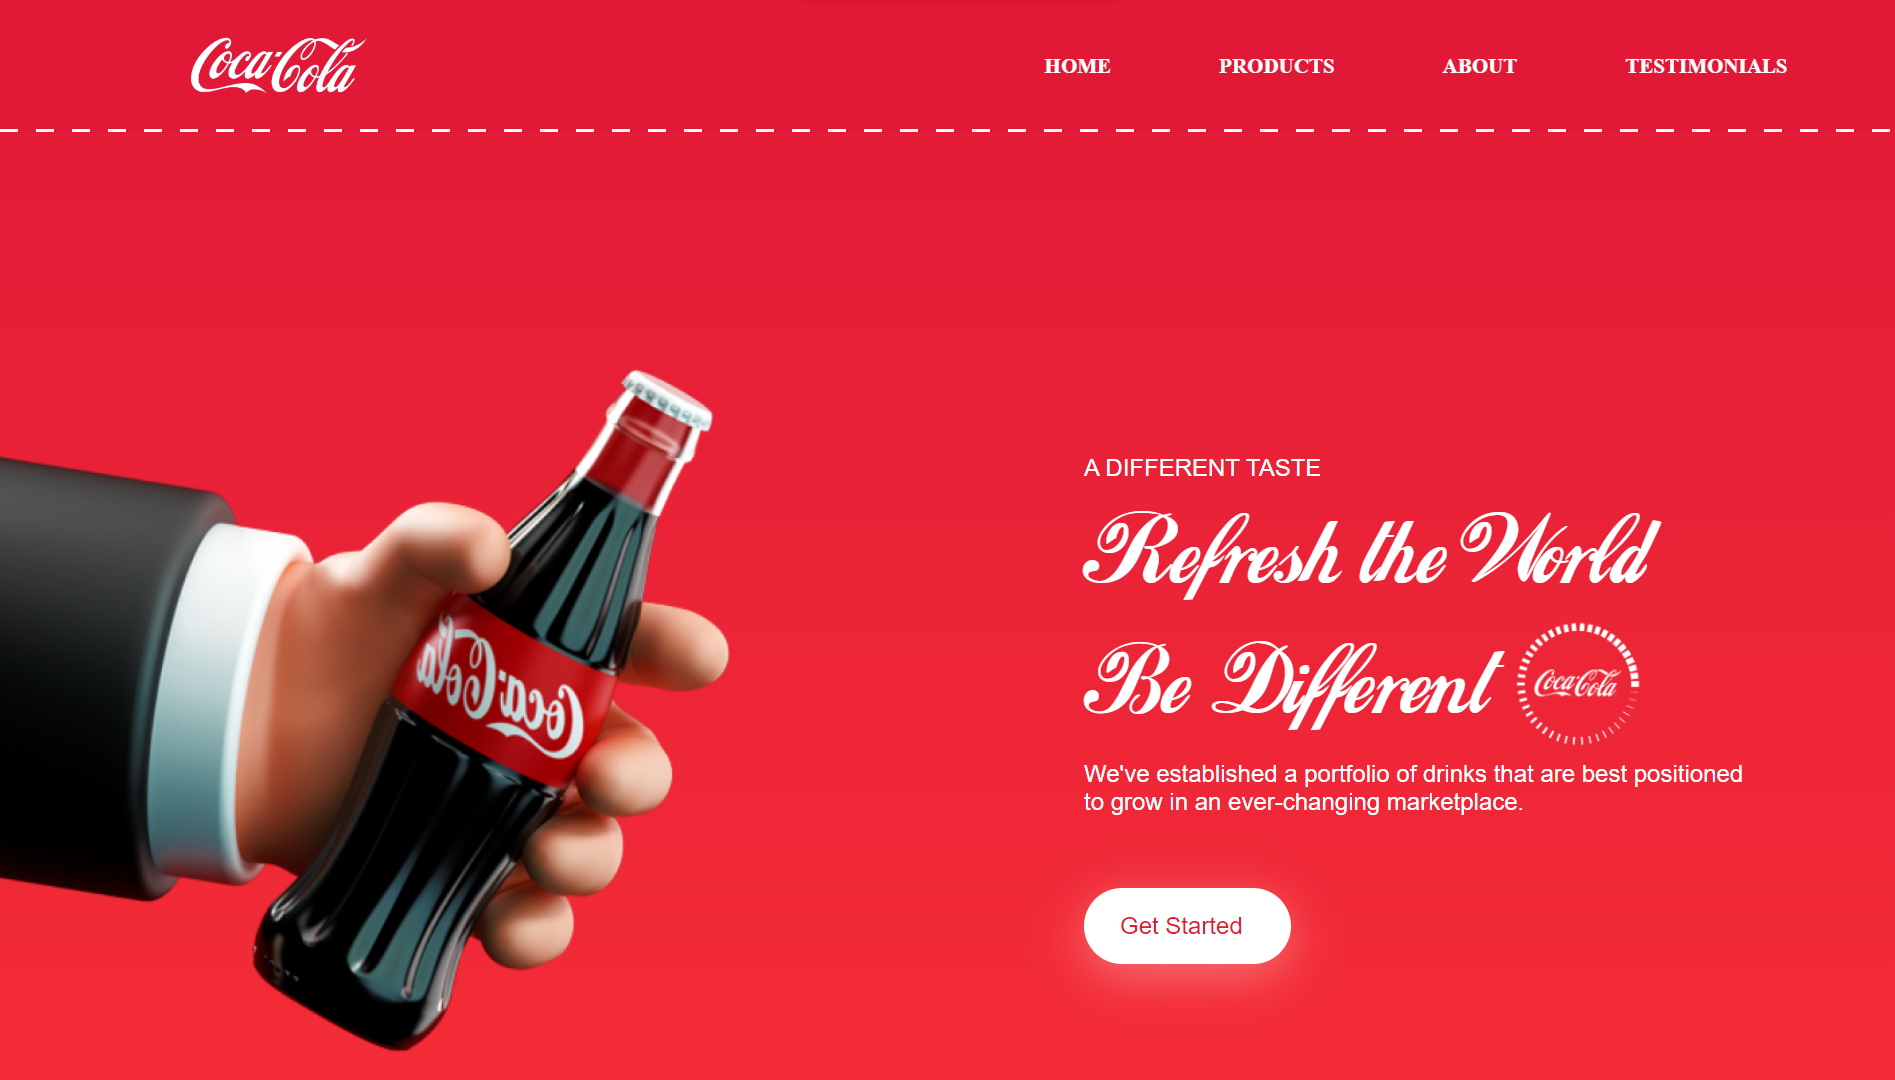 Coca-Cola
HOME PRODUCTS ABOUT TESTIMONIALS
A DIFFERENT TASTE
Refresh the World
Be Different
Coca-Cola
Coca-Cola
We've established a portfolio of drinks that are best positioned
to grow in an ever-changing marketplace.
Get Started